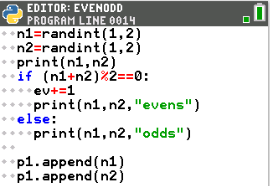 EDITOR: EVENODD
PROGRAM LINE 0014
n1=randint(1,2)
n2=randint(1,2)
print(n1,n2)
if (n1+n2)%2==0:
ev+=1
print(n1,n2,"evens")
else:
print(n1,n2,"odds")
p1.append(n1)
p2.append(n2)